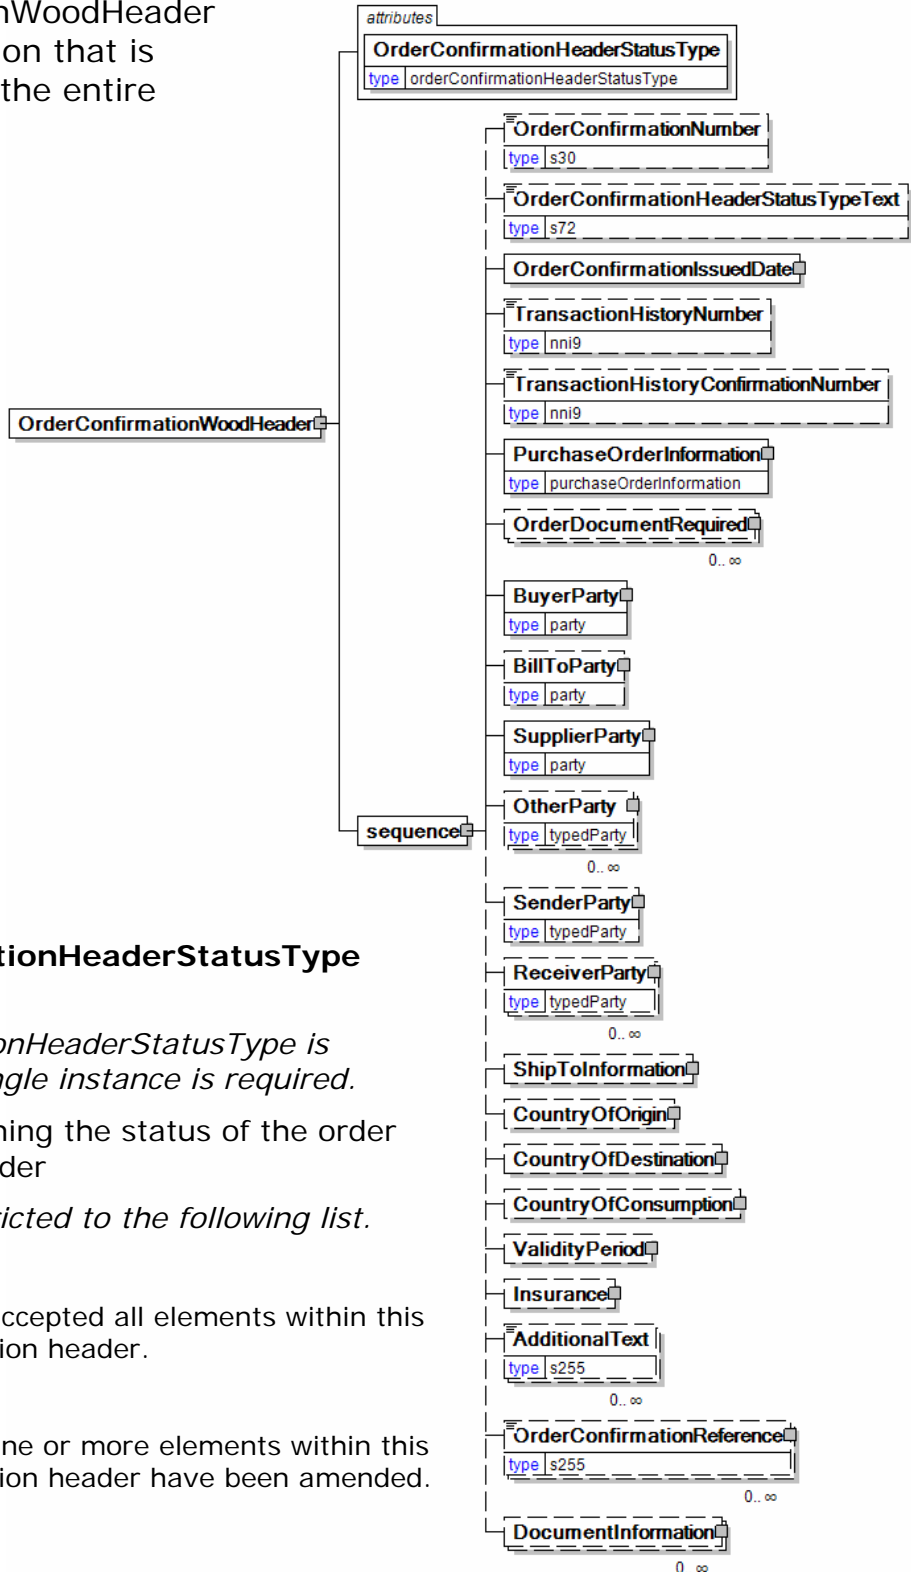 nWoodHeader
on that is
the entire
attributes
OrderConfirmationHeaderStatusType
type orderConfirmationHeaderStatusType
OrderConfirmationNumber
type s30
OrderConfirmationHeaderStatusTypeText
type s72
OrderConfirmationIssuedDate
TransactionHistoryNumber
type nni9
TransactionHistoryConfirmationNumber
type nni9
OrderConfirmationWoodHeader
PurchaseOrderInformation
type purchaseOrderInformation
OrderDocumentRequired
0.. ∞
BuyerParty
type party
BillToParty
type party
SupplierParty
type party
OtherParty
type typedParty
0.. ∞
sequence
SenderParty
type typedParty
ReceiverParty
type typedParty
0.. ∞
ShipToInformation
CountryOfOrigin
CountryOfDestination
CountryOfConsumption
ValidityPeriod
Insurance
AdditionalText
type s255
0.. ∞
OrderConfirmationReference
type s255
0.. ∞
DocumentInformation
0.. ∞
tionHeaderStatusType
onHeaderStatusType is
ngle instance is required.
ning the status of the order
der
ricted to the following list.
ccepted all elements within this
ion header.
ne or more elements within this
ion header have been amended.